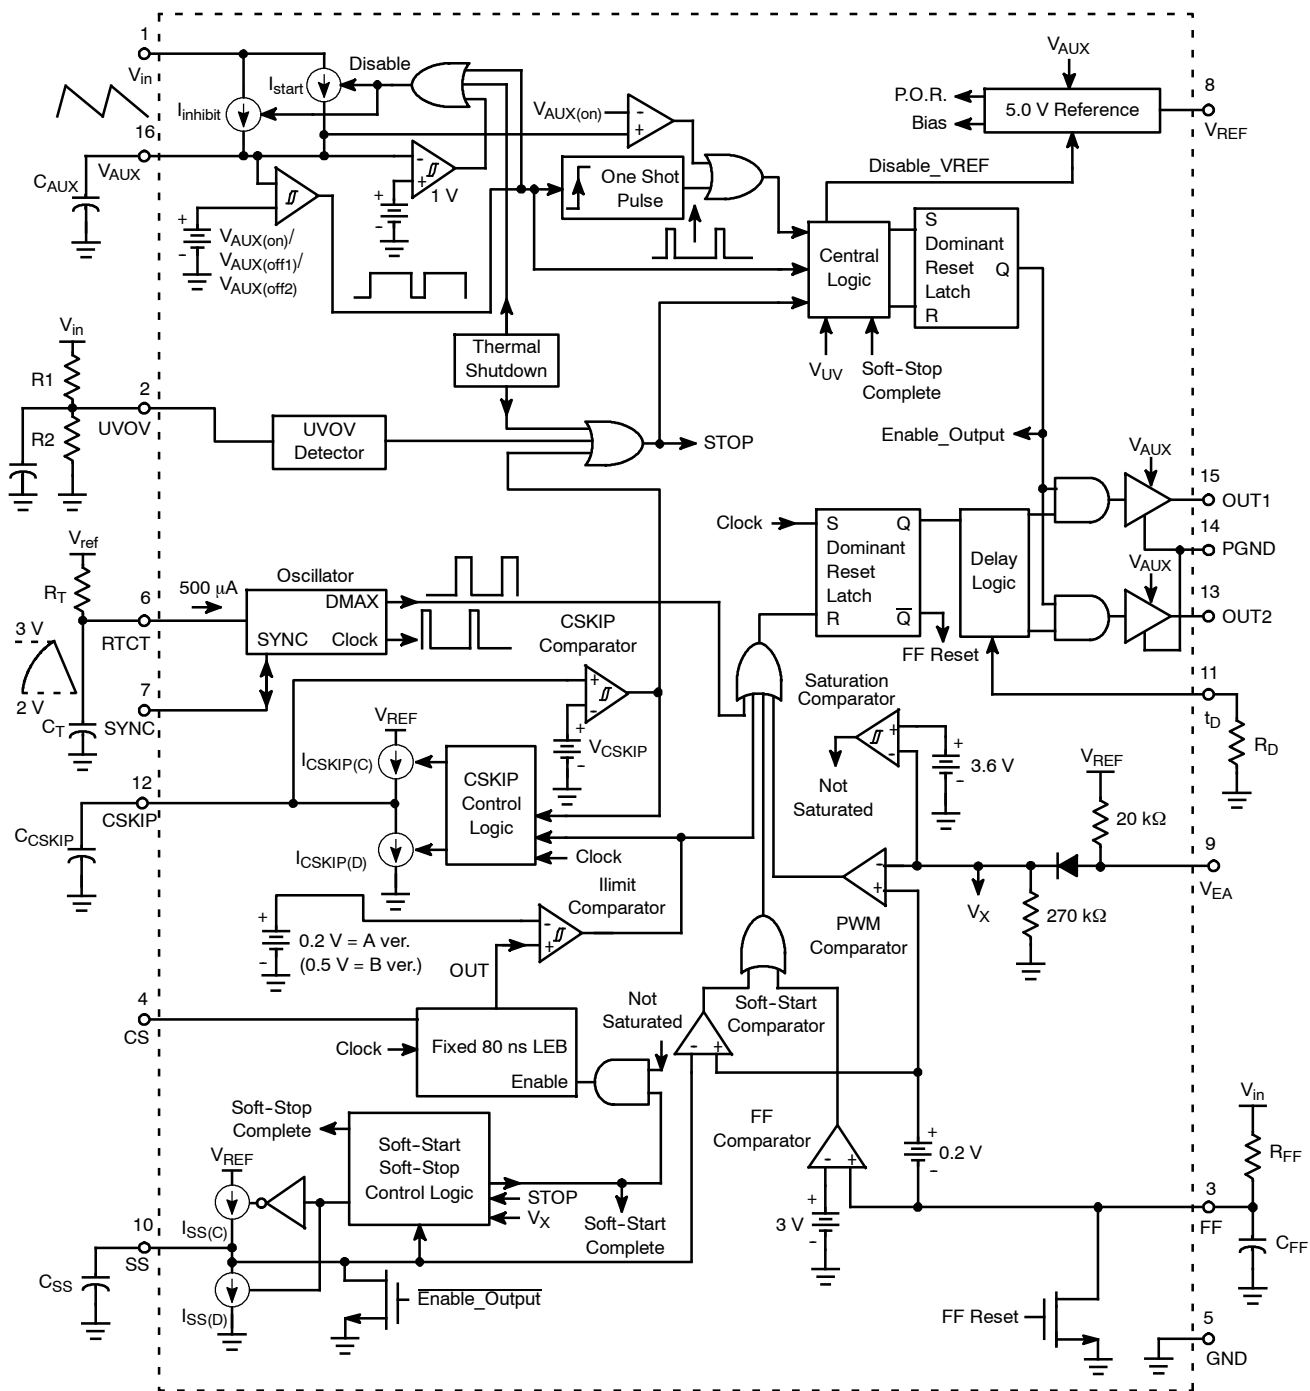 1
Vin
Istart
Disable
Iinhibit
16
VAUX
CAUX
+
-
VAUX(on)/
VAUX(off1)/
VAUX(off2)
-
+
1 V
+
-
VAUX(on)
-
+
One Shot
Pulse
VAUX
P.O.R.
Bias
5.0 V Reference
8
VREF
Disable_VREF
Central
Logic
S
Dominant
Reset
Latch
R
Q
VUV
Soft-Stop
Complete
Thermal
Shutdown
Vin
R1
R2
2
UVOV
UVOV
Detector
STOP
Enable_Output
VAUX
15
OUT1
14
PGND
VAUX
13
OUT2
Clock
S
Q
Dominant
Reset
Latch
R
Q
Delay
Logic
FF Reset
11
tD
RD
Vref
RT
6
RTCT
500 μA
Oscillator
DMAX
SYNC
Clock
3 V
2 V
7
SYNC
CT
CSKIP
Comparator
+
-
+
-
VCSKIP
VREF
ICSKIP(C)
CSKIP
Control
Logic
ICSKIP(D)
Clock
12
CSKIP
CCSKIP
Saturation
Comparator
+
-
+
-
3.6 V
Not
Saturated
VREF
20 kΩ
9
VEA
270 kΩ
VX
-
+
PWM
Comparator
Ilimit
Comparator
+
-
0.2 V = A ver.
(0.5 V = B ver.)
-
+
OUT
4
CS
Clock
Fixed 80 ns LEB
Enable
Not
Saturated
Soft-Start
Comparator
-
+
Soft-Stop
Complete
Soft-Start
Soft-Stop
Control Logic
STOP
VX
Soft-Start
Complete
VREF
ISS(C)
10
SS
CSS
ISS(D)
Enable_Output
FF
Comparator
-
+
+
-
3 V
+
-
0.2 V
Vin
RFF
3
FF
CFF
FF Reset
5
GND